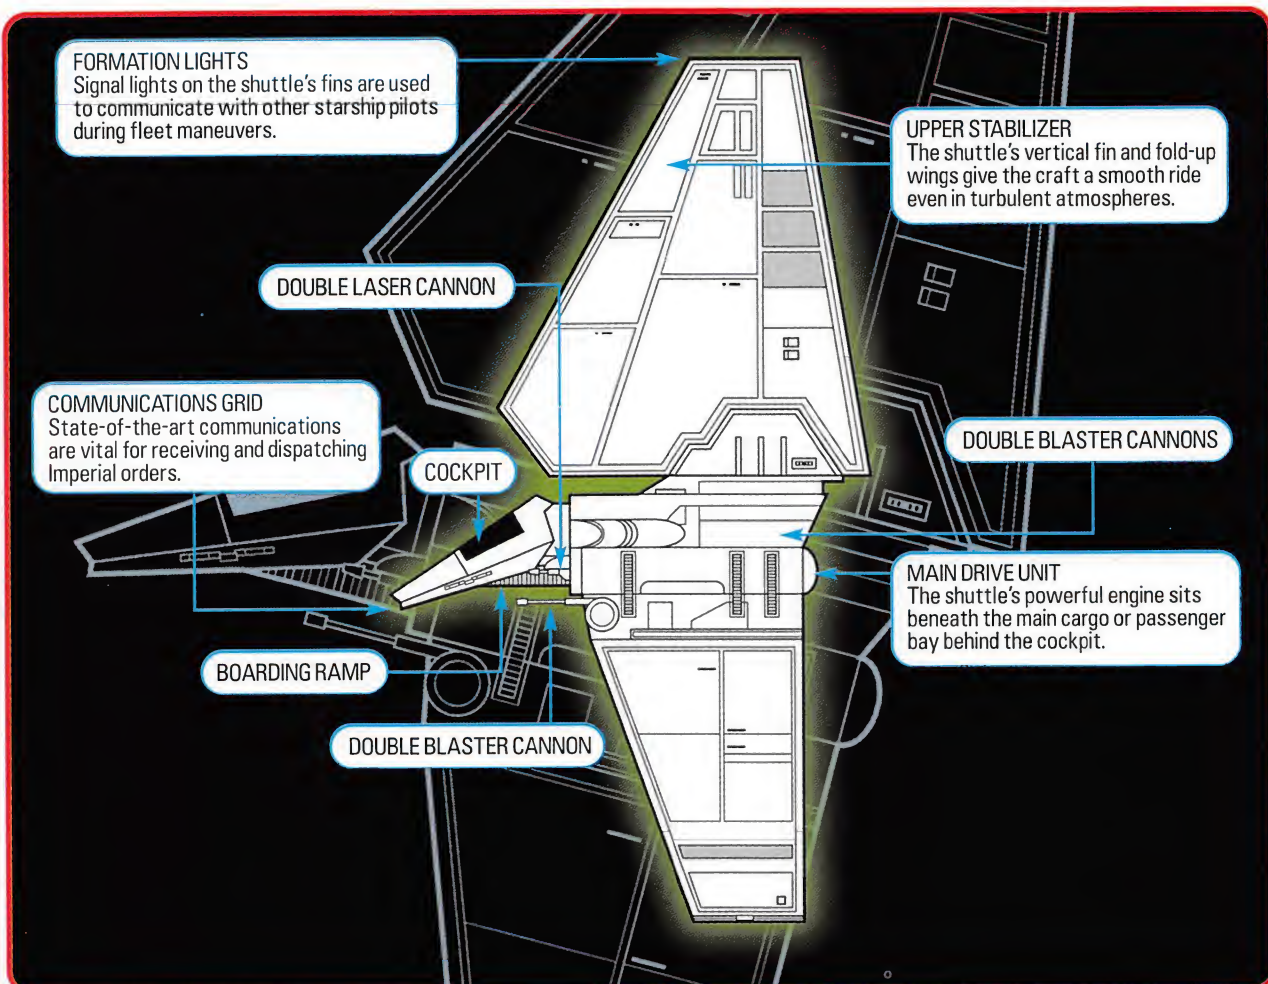 FORMATION LIGHTS
Signal lights on the shuttle's fins are used
to communicate with other starship pilots
during fleet maneuvers.
UPPER STABILIZER
The shuttle's vertical fin and fold-up
wings give the craft a smooth ride
even in turbulent atmospheres.
DOUBLE LASER CANNON
COMMUNICATIONS GRID
State-of-the-art communications
are vital for receiving and dispatching
Imperial orders.
COCKPIT
DOUBLE BLASTER CANNONS
MAIN DRIVE UNIT
The shuttle's powerful engine sits
beneath the main cargo or passenger
bay behind the cockpit.
BOARDING RAMP
DOUBLE BLASTER CANNON